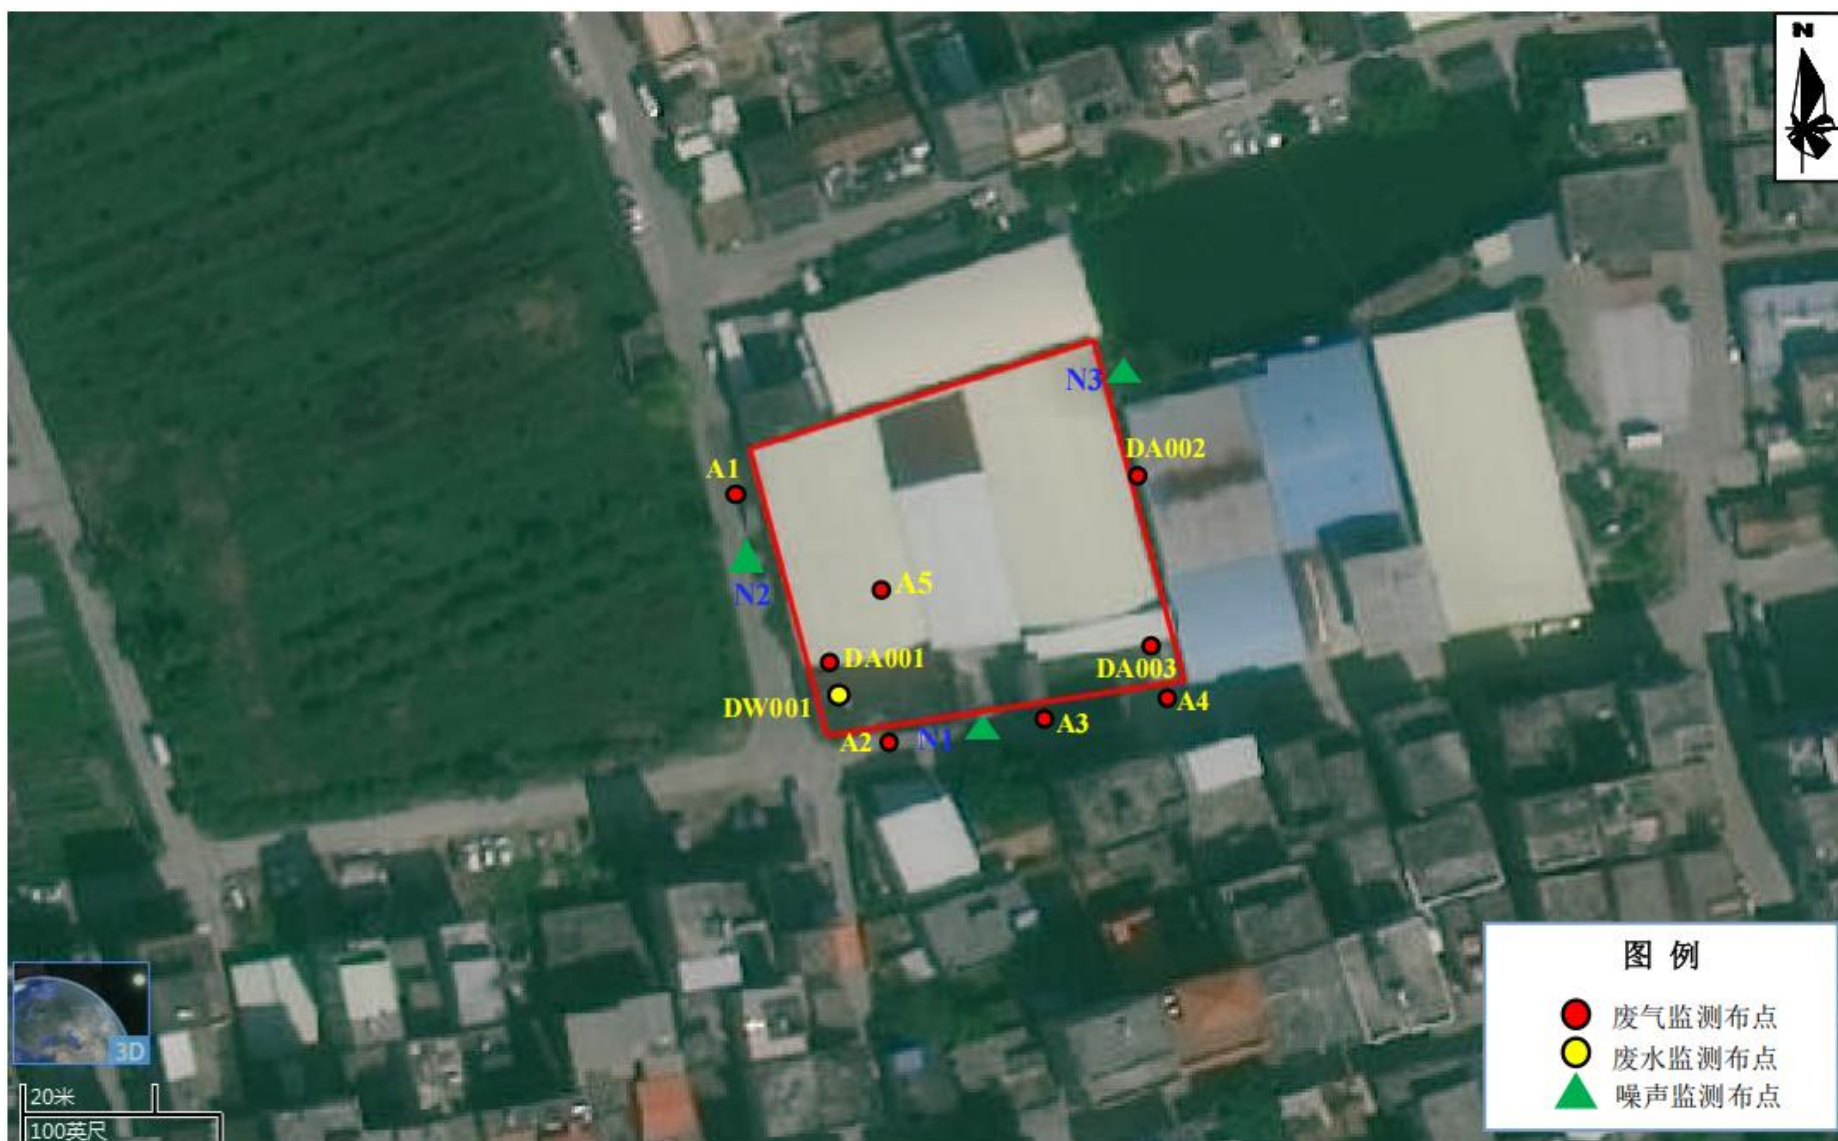 N
N3
DA002
A1
N2
A5
DA001
DA003
DW001
A4
A3
A2
N1
图 例
废气监测布点
废水监测布点
噪声监测布点
3D
20米
100英尺